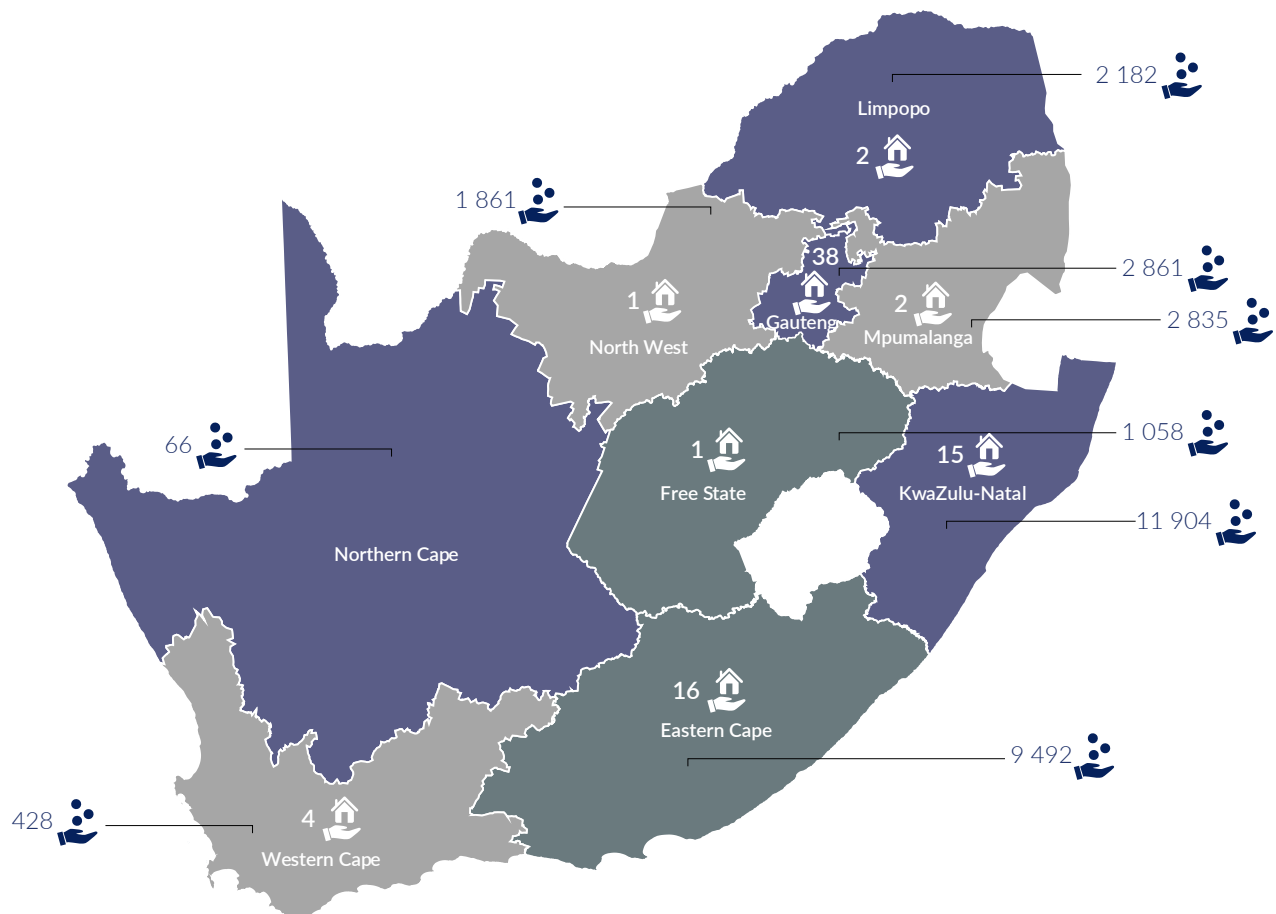 2 182
Limpopo
2
1 861
38
2 861
1
2
Gauteng
2 835
Mpumalanga
North West
66
1 058
1
15
Free State
KwaZulu-Natal
11 904
Northern Cape
16
Eastern Cape
9 492
428
4
Western Cape